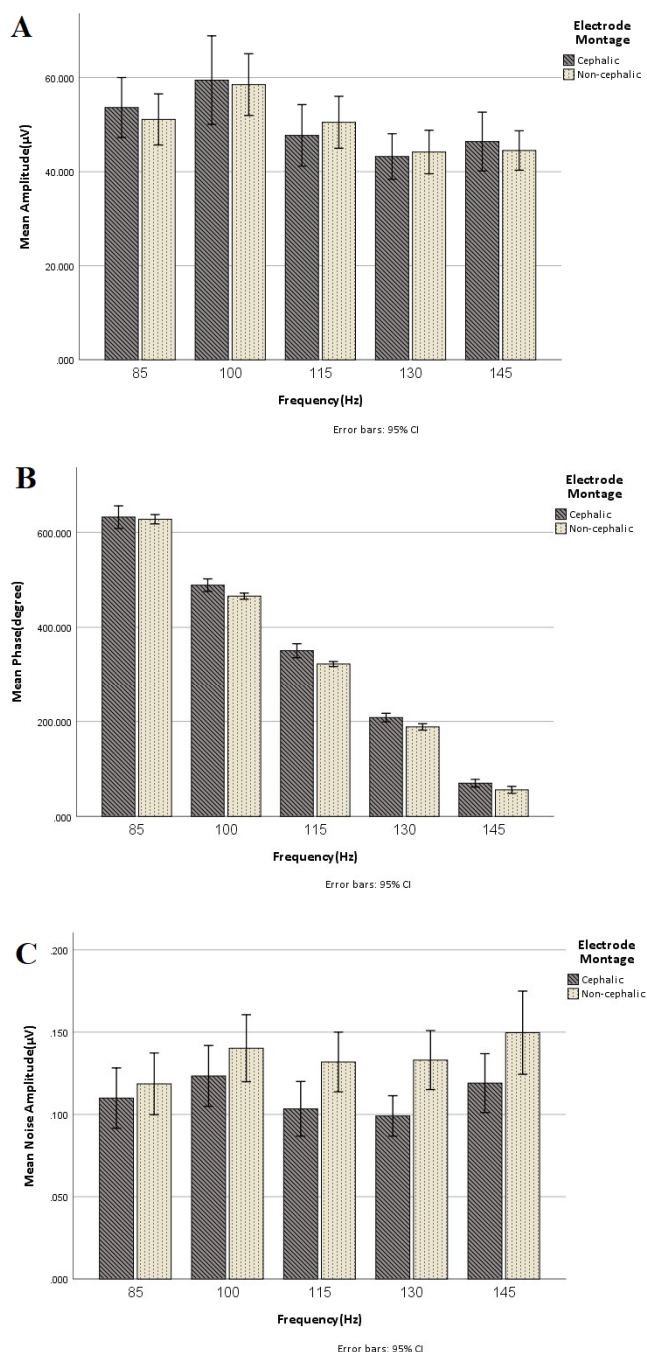 A
Electrode
Montage
Cephalic
Non-cephalic
Mean Amplitude(µV)
60.000
40.000
20.000
.000
85 100 115 130 145
Frequency(Hz)
Error bars: 95% CI
B
Electrode
Montage
Cephalic
Non-cephalic
Mean Phase(degree)
600.000
400.000
200.000
.000
85 100 115 130 145
Frequency(Hz)
Error bars: 95% CI
C
Electrode
Montage
Cephalic
Non-cephalic
Mean Noise Amplitude(µV)
.200
.150
.100
.050
.000
85 100 115 130 145
Frequency(Hz)
Error bars: 95% CI